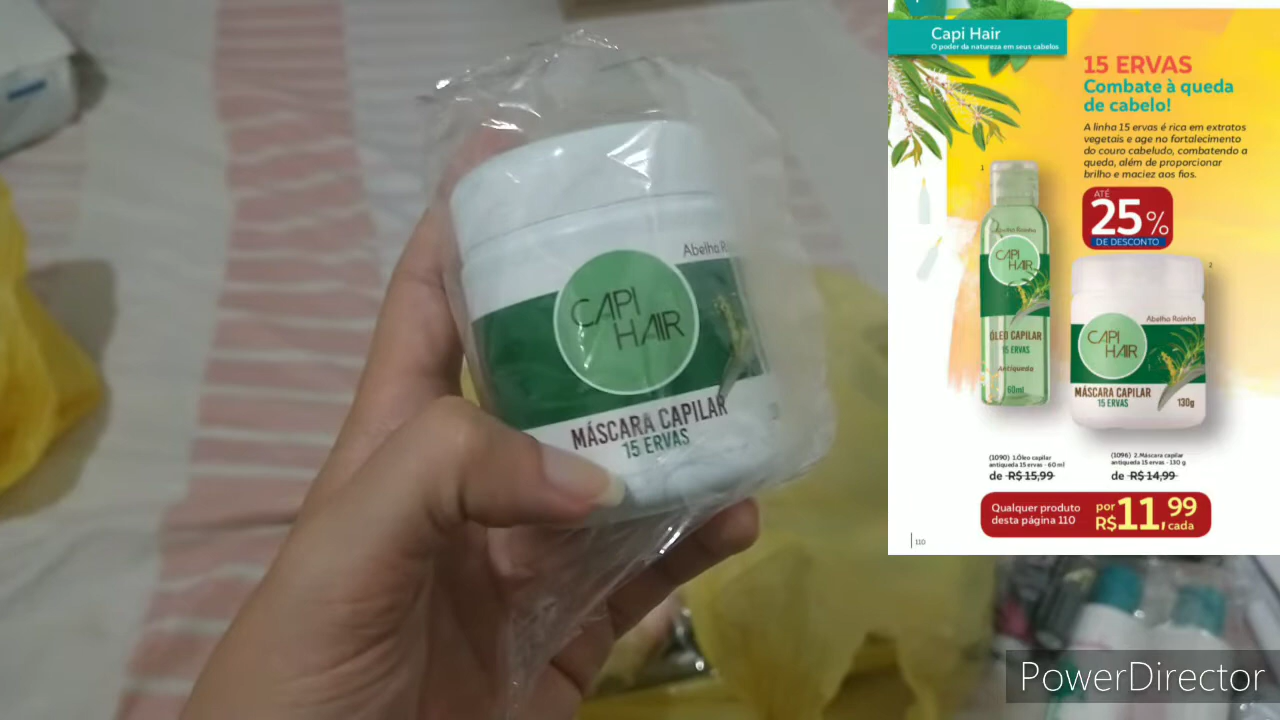 Abelha Ra
CAPI
HAIR
MÁSCARA CAPILAR
15 ERVAS
Capi Hair
O poder da natureza em seus cabelos
15 ERVAS
Combate à queda
de cabelo!
A linha 15 ervas é rica em extratos
vegetais e age no fortalecimento
do couro cabeludo, combatendo a
queda, além de proporcionar
brilho e maciez aos fios.
ATÉ
25%
DE DESCONTO
1
Abelha Rainha
CAPI
HAIR
ÓLEO CAPILAR
15 ERVAS
Antiqueda
60ml
2
Abelha Rainha
CAPI
HAIR
MÁSCARA CAPILAR
15 ERVAS
130g
(1090) 1.Óleo capilar
antiqueda 15 ervas - 60 ml
de R$ 15,99
(1096) 2.Máscara capilar
antiqueda 15 ervas - 130 g
de R$ 14,99
Qualquer produto
desta página 110
por
R$ 11,99
cada
110
PowerDirector